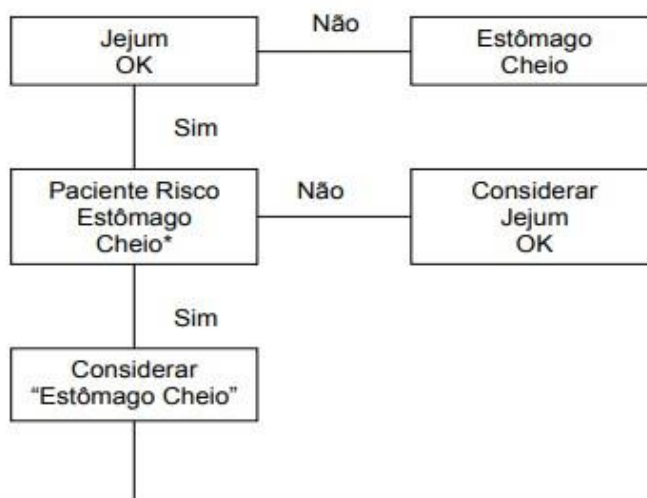 Jejum
OK
Não
Estômago
Cheio
Sim
Paciente Risco
Estômago
Cheio*
Não
Considerar
Jejum
OK
Sim
Considerar
“Estômago Cheio”